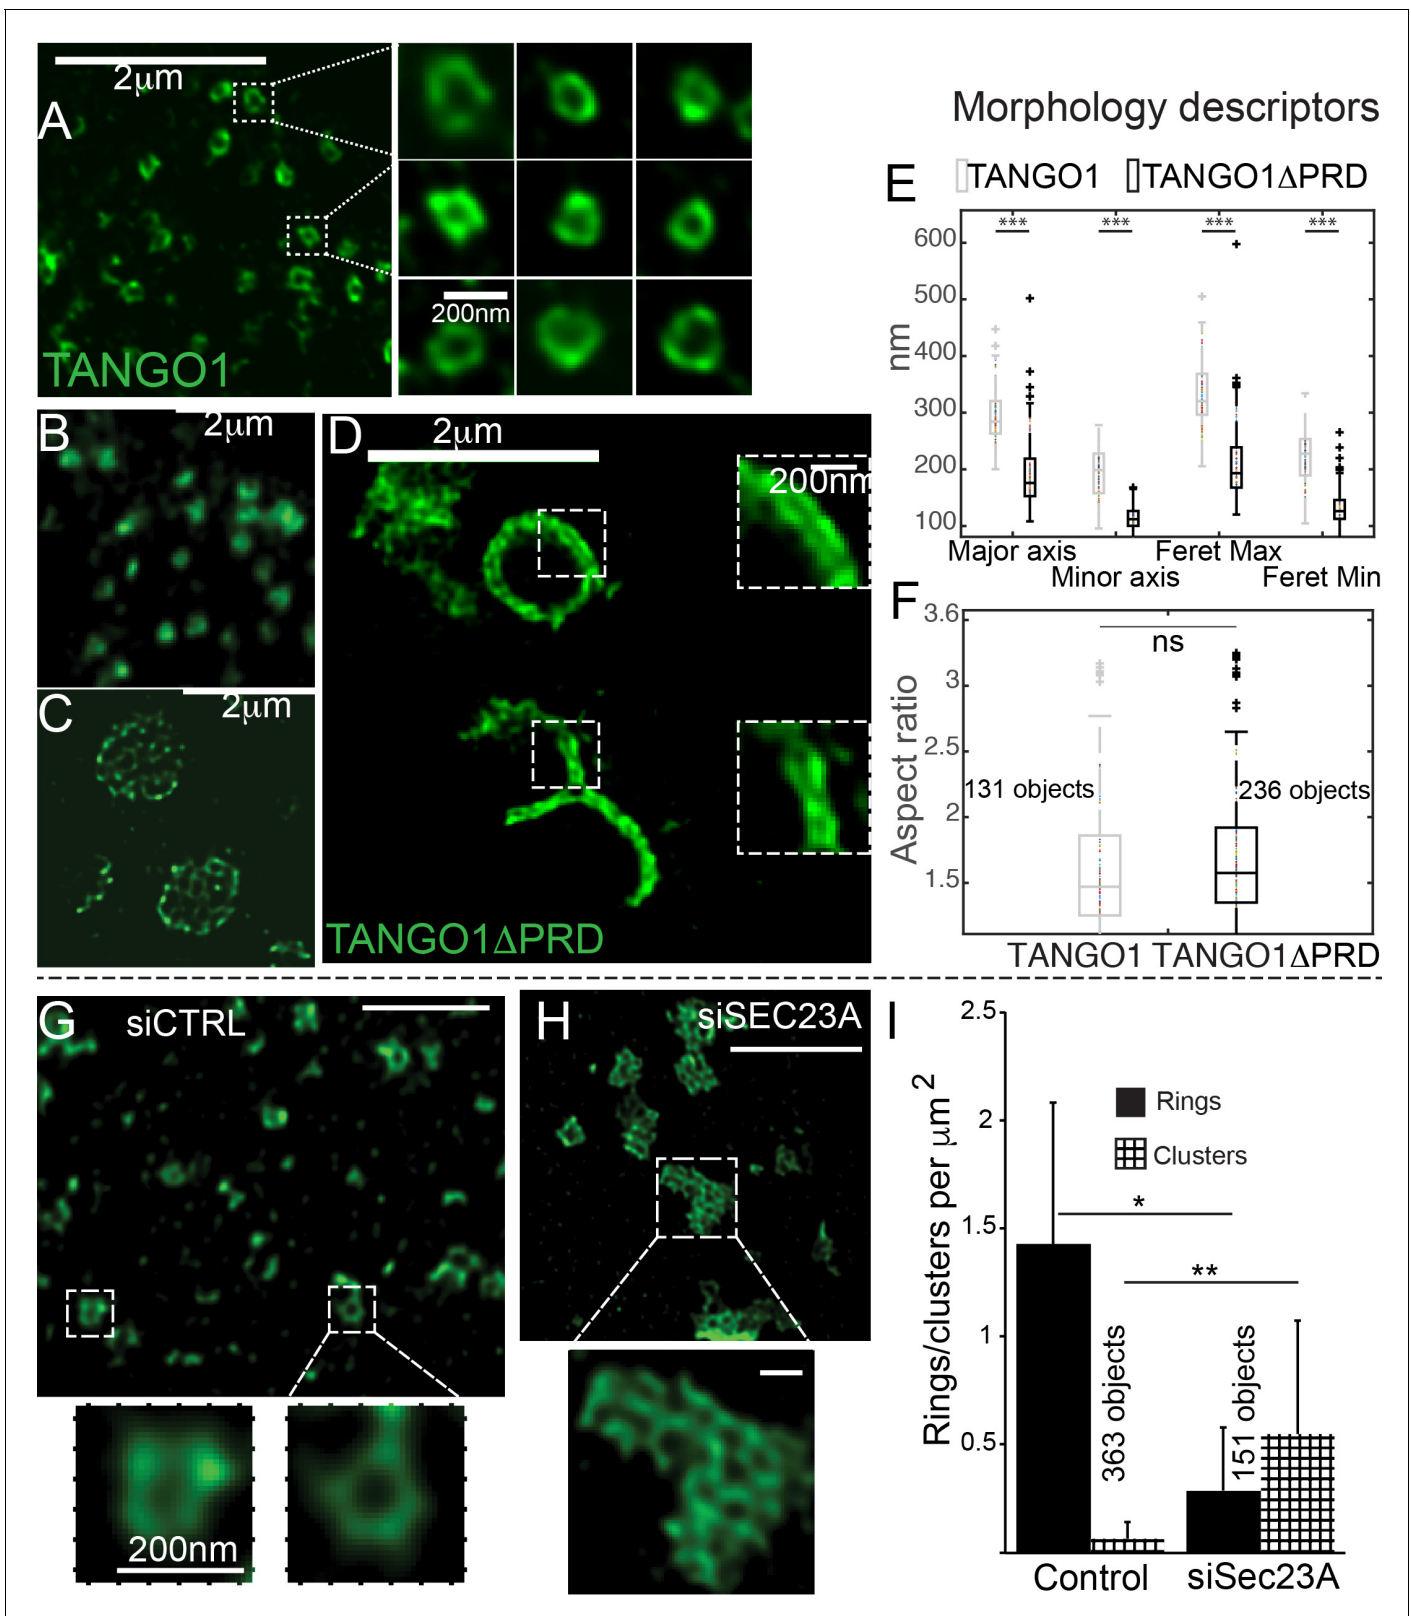 2µm
A
200nm
TANGO1
B
2µm
C
2µm
D
2µm
200nm
TANGO1ΔPRD
Morphology descriptors
E
TANGO1
TANGO1ΔPRD
***
***
***
***
600
500
400
300
200
100
nm
Major axis
Minor axis
Feret Max
Feret Min
F
3.6
3
2.5
2
1.5
Aspect ratio
ns
131 objects
236 objects
TANGO1
TANGO1ΔPRD
G
siCTRL
200nm
H
siSEC23A
I
2.5
2
1.5
1
0.5
Rings/clusters per µm2
Rings
Clusters
*
**
363 objects
151 objects
Control
siSec23A